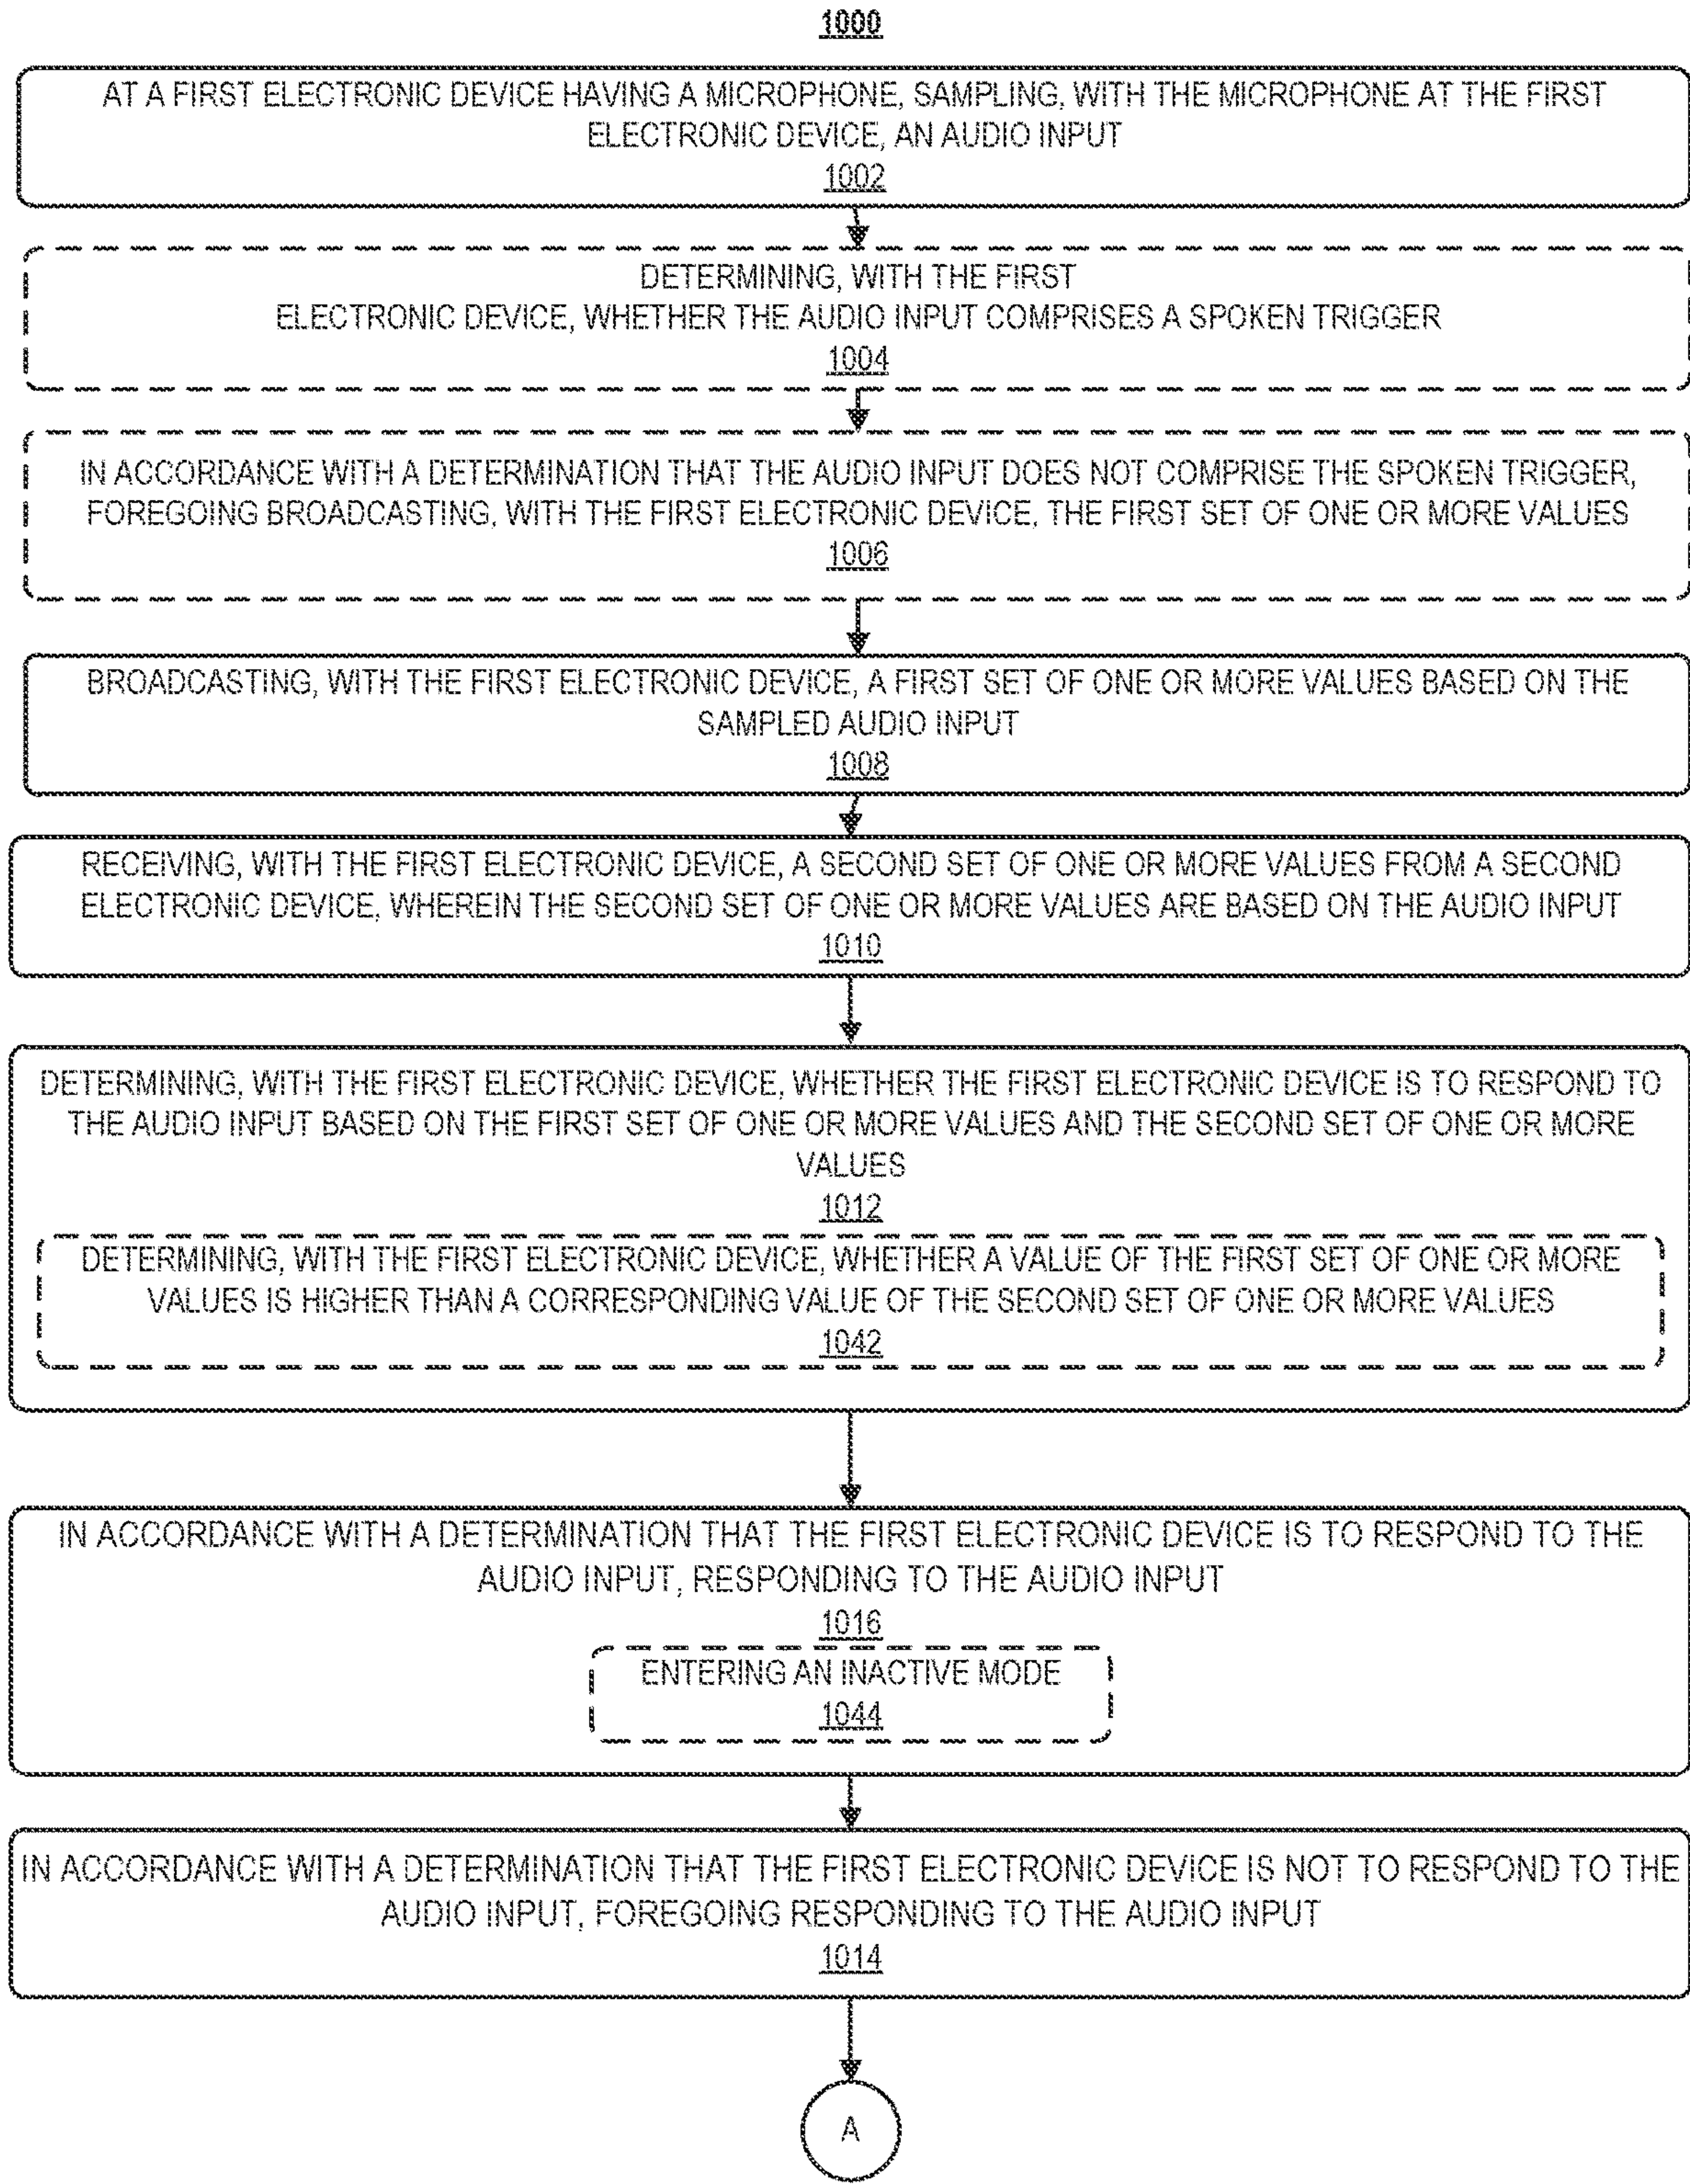 1000
AT A FIRST ELECTRONIC DEVICE HAVING A MICROPHONE, SAMPLING, WITH THE MICROPHONE AT THE FIRST
ELECTRONIC DEVICE, AN AUDIO INPUT
1002
DETERMINING, WITH THE FIRST
ELECTRONIC DEVICE, WHETHER THE AUDIO INPUT COMPRISES A SPOKEN TRIGGER
1004
IN ACCORDANCE WITH A DETERMINATION THAT THE AUDIO INPUT DOES NOT COMPRISE THE SPOKEN TRIGGER,
FOREGOING BROADCASTING, WITH THE FIRST ELECTRONIC DEVICE, THE FIRST SET OF ONE OR MORE VALUES
1006
BROADCASTING, WITH THE FIRST ELECTRONIC DEVICE, A FIRST SET OF ONE OR MORE VALUES BASED ON THE
SAMPLED AUDIO INPUT
1008
RECEIVING, WITH THE FIRST ELECTRONIC DEVICE, A SECOND SET OF ONE OR MORE VALUES FROM A SECOND
ELECTRONIC DEVICE, WHEREIN THE SECOND SET OF ONE OR MORE VALUES ARE BASED ON THE AUDIO INPUT
1010
DETERMINING, WITH THE FIRST ELECTRONIC DEVICE, WHETHER THE FIRST ELECTRONIC DEVICE IS TO RESPOND TO
THE AUDIO INPUT BASED ON THE FIRST SET OF ONE OR MORE VALUES AND THE SECOND SET OF ONE OR MORE
VALUES
1012
DETERMINING, WITH THE FIRST ELECTRONIC DEVICE, WHETHER A VALUE OF THE FIRST SET OF ONE OR MORE
VALUES IS HIGHER THAN A CORRESPONDING VALUE OF THE SECOND SET OF ONE OR MORE VALUES
1042
IN ACCORDANCE WITH A DETERMINATION THAT THE FIRST ELECTRONIC DEVICE IS TO RESPOND TO THE
AUDIO INPUT, RESPONDING TO THE AUDIO INPUT
1016
ENTERING AN INACTIVE MODE
1044
IN ACCORDANCE WITH A DETERMINATION THAT THE FIRST ELECTRONIC DEVICE IS NOT TO RESPOND TO THE
AUDIO INPUT, FOREGOING RESPONDING TO THE AUDIO INPUT
1014
A